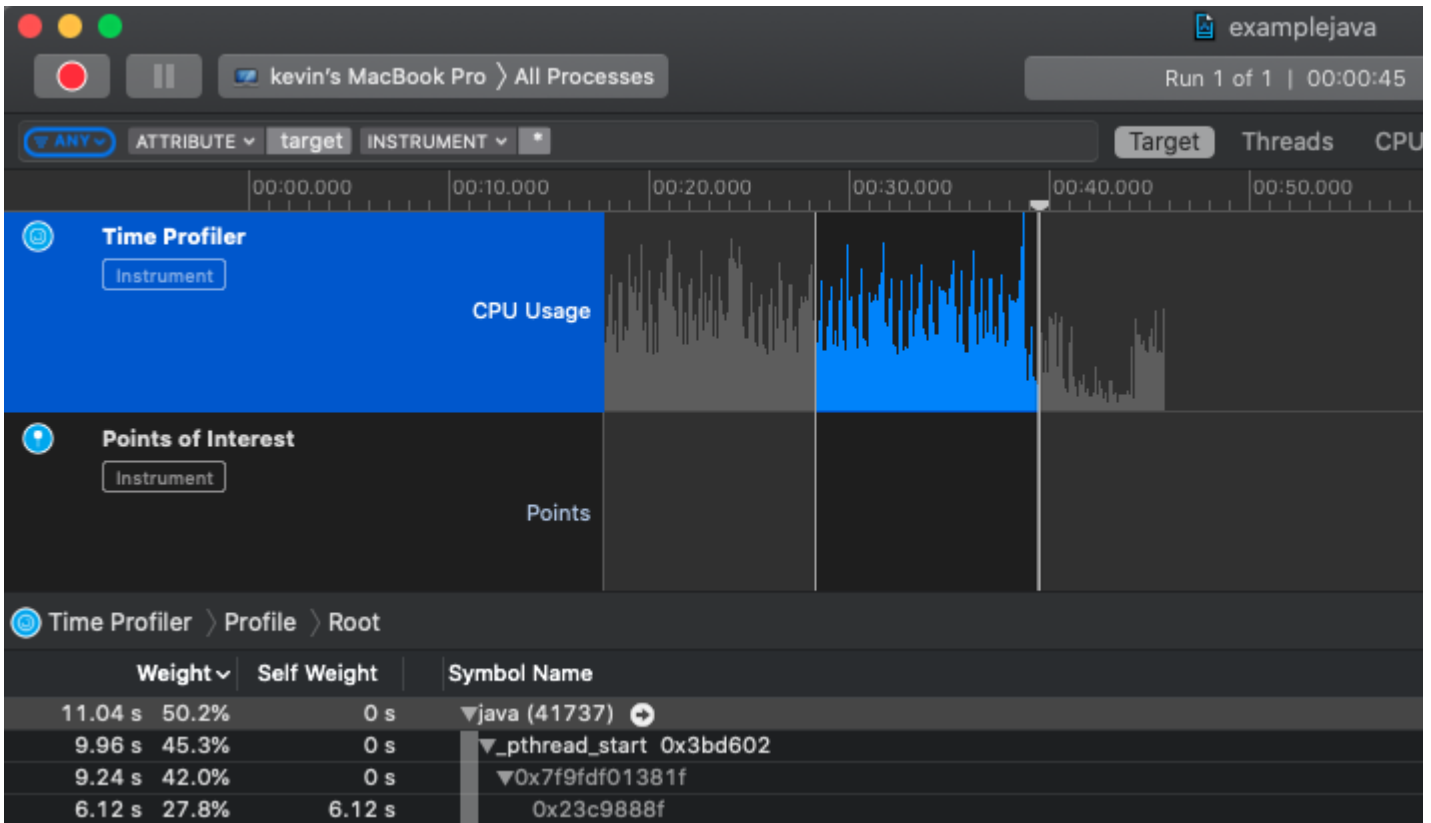 examplejava
kevin's MacBook Pro 〉 All Processes
Run 1 of 1 | 00:00:45
ANY ATTRIBUTE target INSTRUMENT * Target Threads CPU
00:00.000 00:10.000 00:20.000 00:30.000 00:40.000 00:50.000
Time Profiler
Instrument
CPU Usage
Points of Interest
Instrument
Points
Time Profiler 〉 Profile 〉 Root
Weight Self Weight Symbol Name
11.04 s 50.2% 0 s java (41737)
9.96 s 45.3% 0 s _pthread_start 0x3bd602
9.24 s 42.0% 0 s 0x7f9fdf01381f
6.12 s 27.8% 6.12 s 0x23c9888f